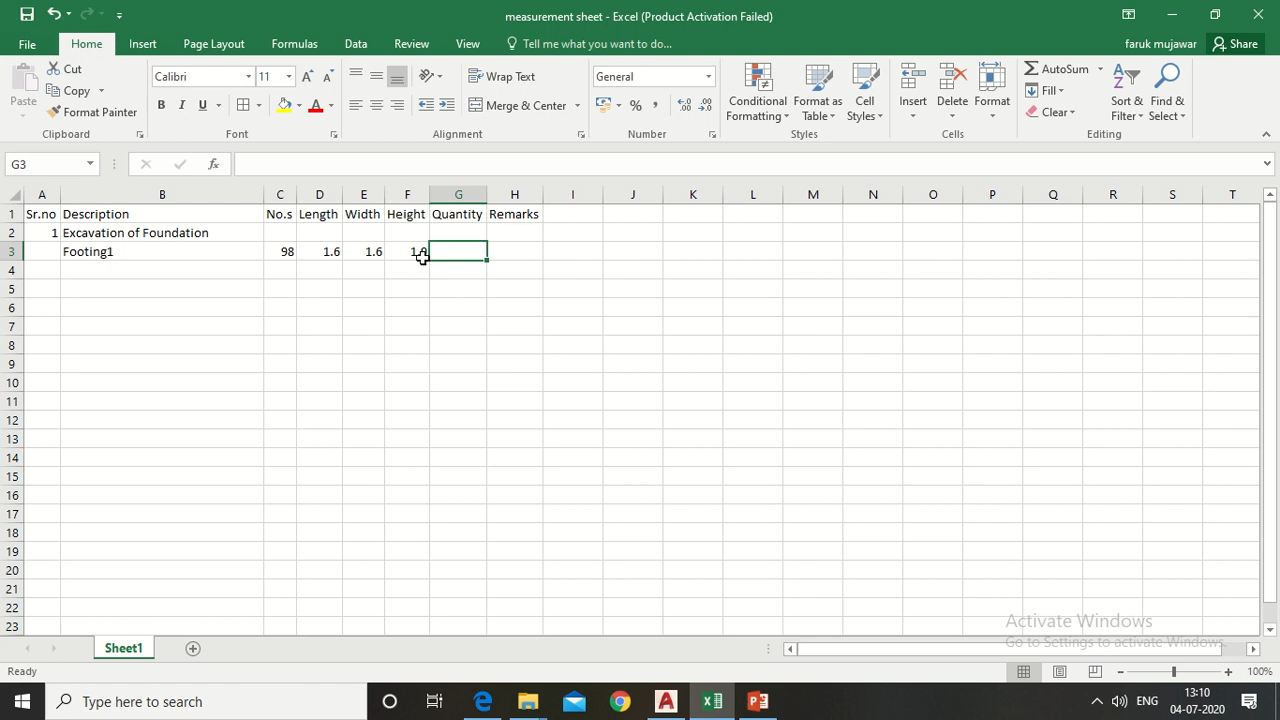 measurement sheet - Excel (Product Activation Failed)
File Home Insert Page Layout Formulas Data Review View Tell me what you want to do... faruk mujawar Share
Cut
Copy
Format Painter
Paste
Clipboard
Calibri 11
B I U A
Font
Wrap Text
Merge & Center
Alignment
General
%
Number
Conditional Formatting
Format as Table
Cell Styles
Styles
Insert Delete Format
Cells
AutoSum
Fill
Clear
Sort & Filter
Find & Select
Editing
G3 fx
A B C D E F G H I J K L M N O P Q R S T
1 Sr.no Description No.s Length Width Height Quantity Remarks
2 1 Excavation of Foundation
3 Footing1 98 1.6 1.6
4
5
6
7
8
9
10
11
12
13
14
15
16
17
18
19
20
21
22
23
Activate Windows
Go to Settings to activate Windows.
Sheet1
Ready 100%
Type here to search
ENG
13:10
04-07-2020